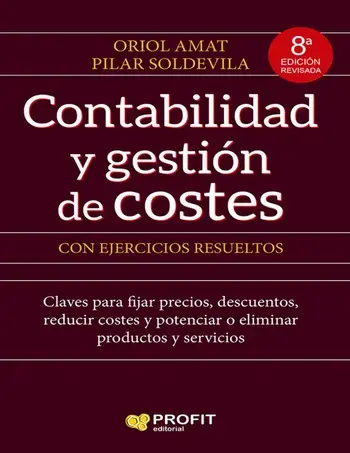 ORIOL AMAT
PILAR SOLDEVILA
8ª
EDICIÓN
REVISADA
Contabilidad
y gestión
de costes
CON EJERCICIOS RESUELTOS
Claves para fijar precios, descuentos,
reducir costes y potenciar o eliminar
productos y servicios
PROFIT
editorial